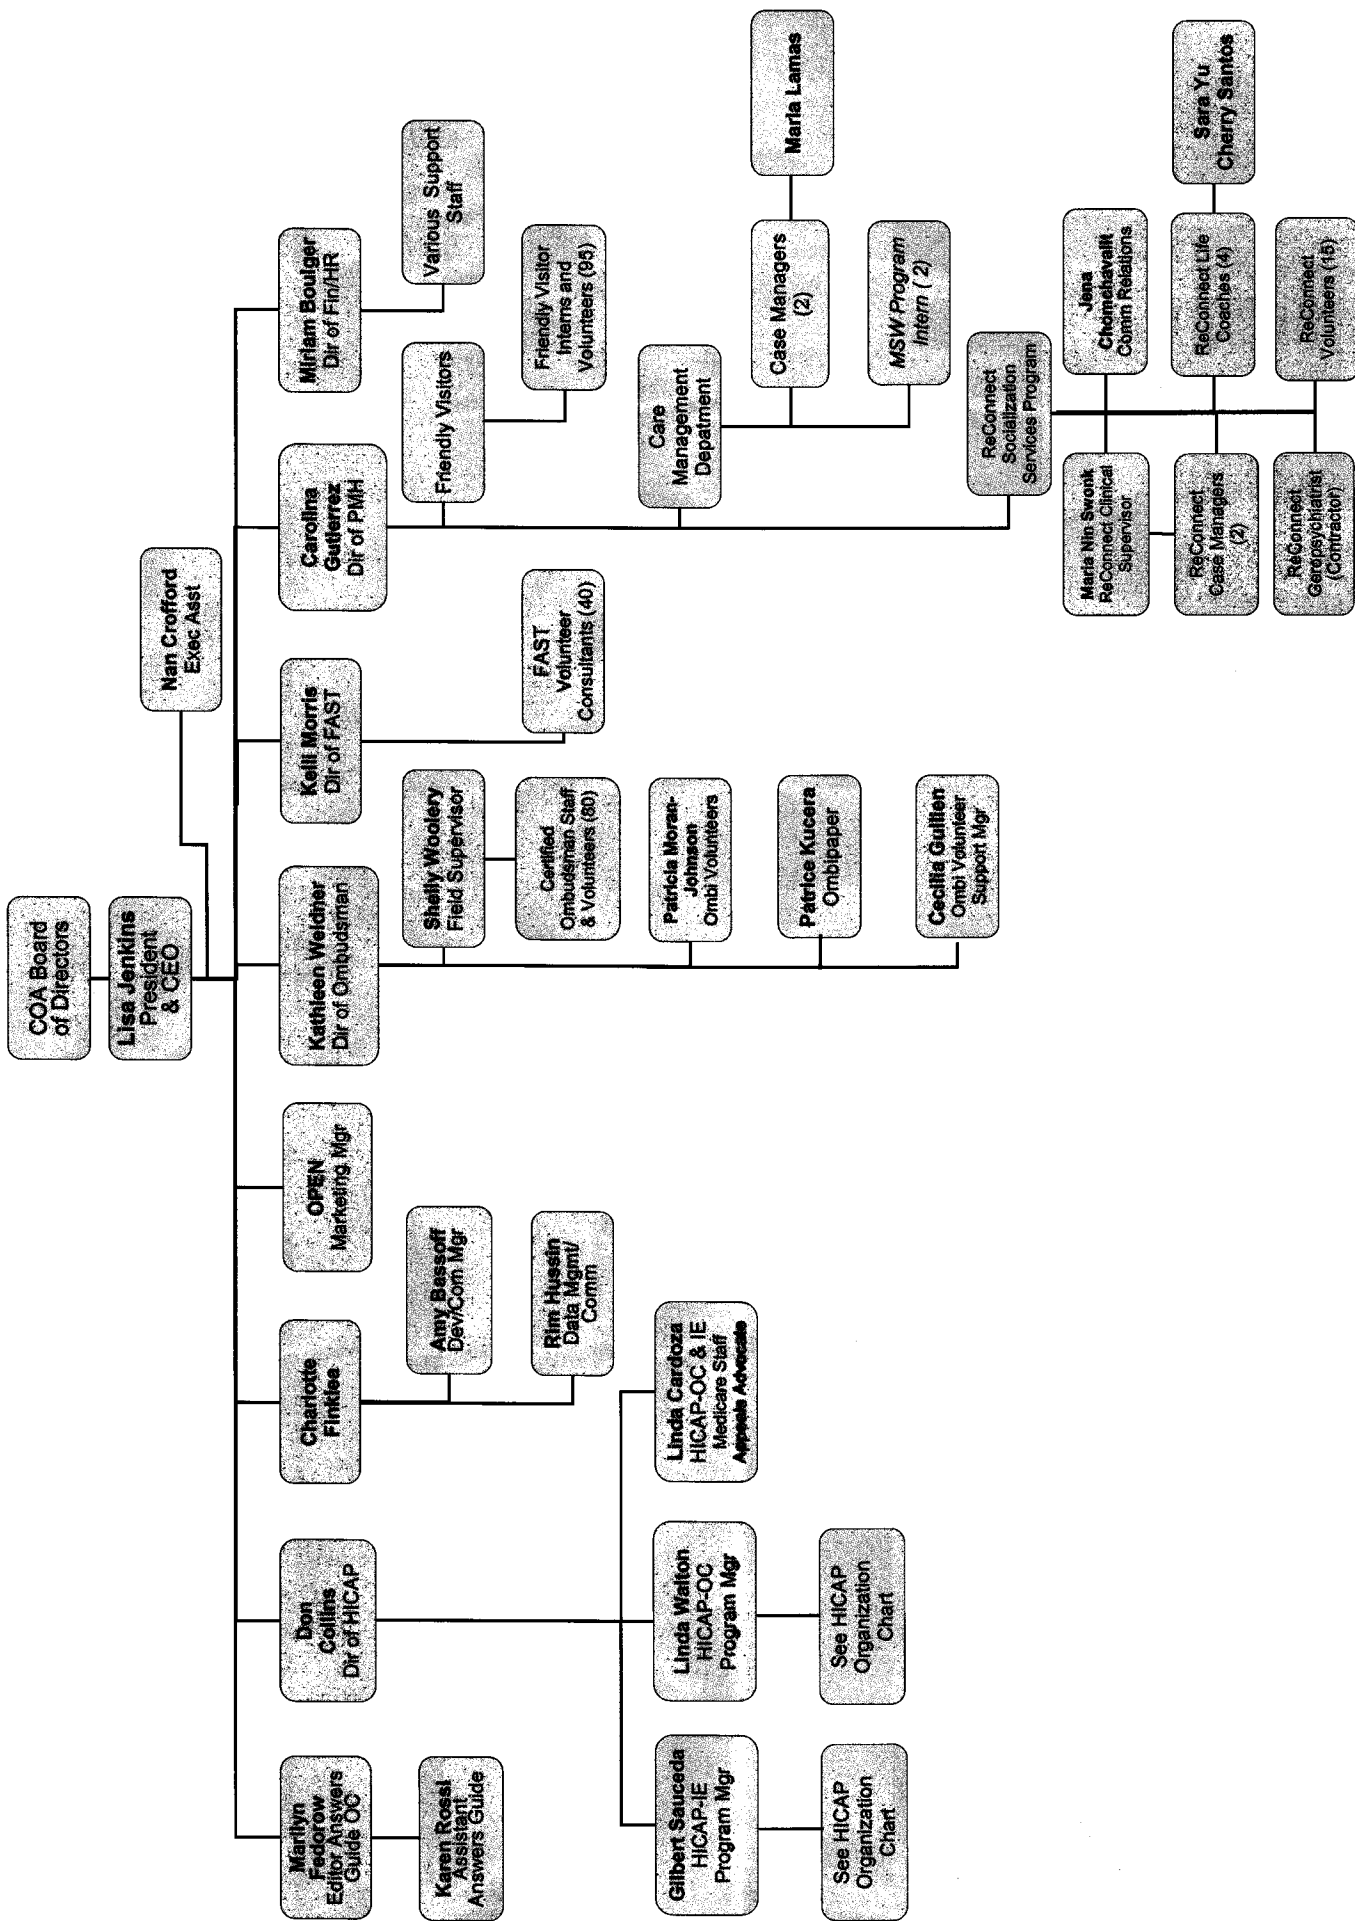 COA Board
of Directors
Lisa Jenkins
President
& CEO
Nan Crofford
Exec Asst
Marilyn
Fedorow
Editor Answers
Guide OC
Don
Collins
Dir of HICAP
Charlotte
Finklea
OPEN
Marketing Mgr
Kathleen Weidner
Dir of Ombudsman
Kelli Morris
Dir of FAST
Carolina
Gutierrez
Dir of PMH
Miriam Boulger
Dir of Fin/HR
Karen Rossi
Assistant
Answers Guide
Amy Bassoff
Dev/Com Mgr
Rim Hussin
Data Mgmt/
Comm
Shelly Woolery
Field Supervisor
Certified
Ombudsman Staff
& Volunteers (80)
Patricia Moran-
Johnson
Ombi Volunteers
Patrice Kucera
Ombipaper
Cecilia Guillen
Ombi Volunteer
Support Mgr
FAST
Volunteer
Consultants (40)
Friendly Visitors
Friendly Visitor
Interns and
Volunteers (95)
Various Support
Staff
Gilbert Sauceda
HICAP-IE
Program Mgr
Linda Walton
HICAP-OC
Program Mgr
Linda Cardoza
HICAP-OC & IE
Medicare Staff
Appeals Advocate
See HICAP
Organization
Chart
See HICAP
Organization
Chart
Care
Management
Depatment
Case Managers
(2)
Maria Lamas
MSW Program
Intern ( 2)
ReConnect
Socialization
Services Program
Maria Nin Swonk
ReConnect Clinical
Supervisor
Jena
Chomchavalit
Comm Relations
ReConnect
Case Managers
(2)
ReConnect Life
Coaches (4)
Sara Yu
Cherry Santos
ReConnect
Geropsychiatrist
(Contractor)
ReConnect
Volunteers (15)